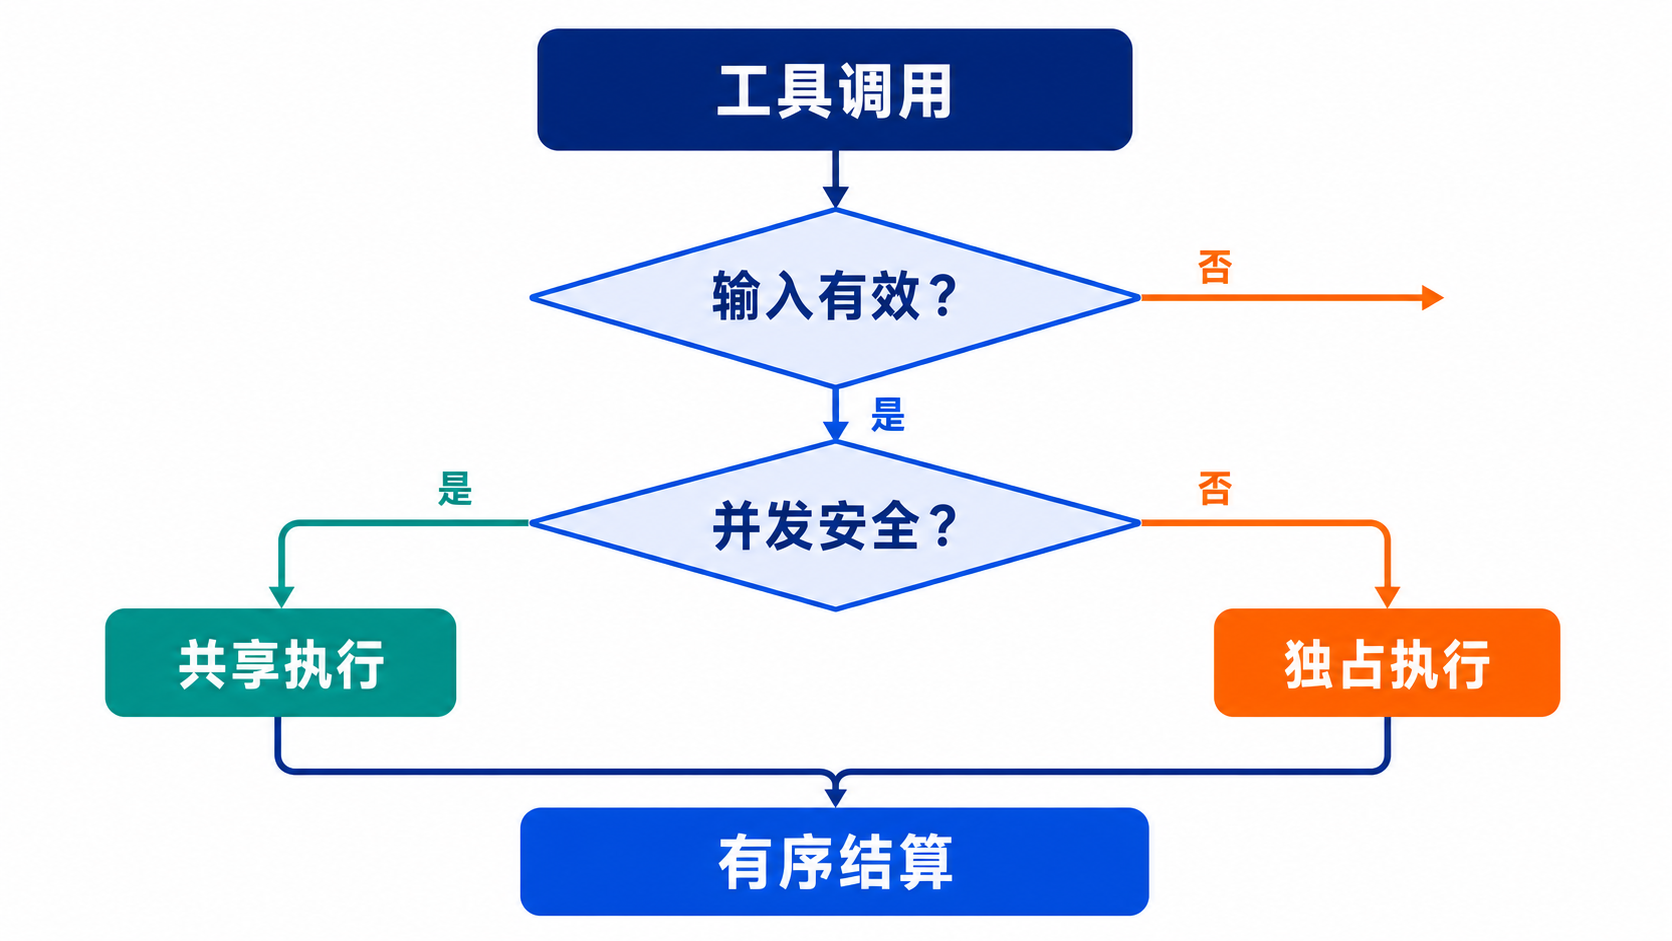 工具调用
输入有效？
否
是
是
否
并发安全？
共享执行
独占执行
有序结算